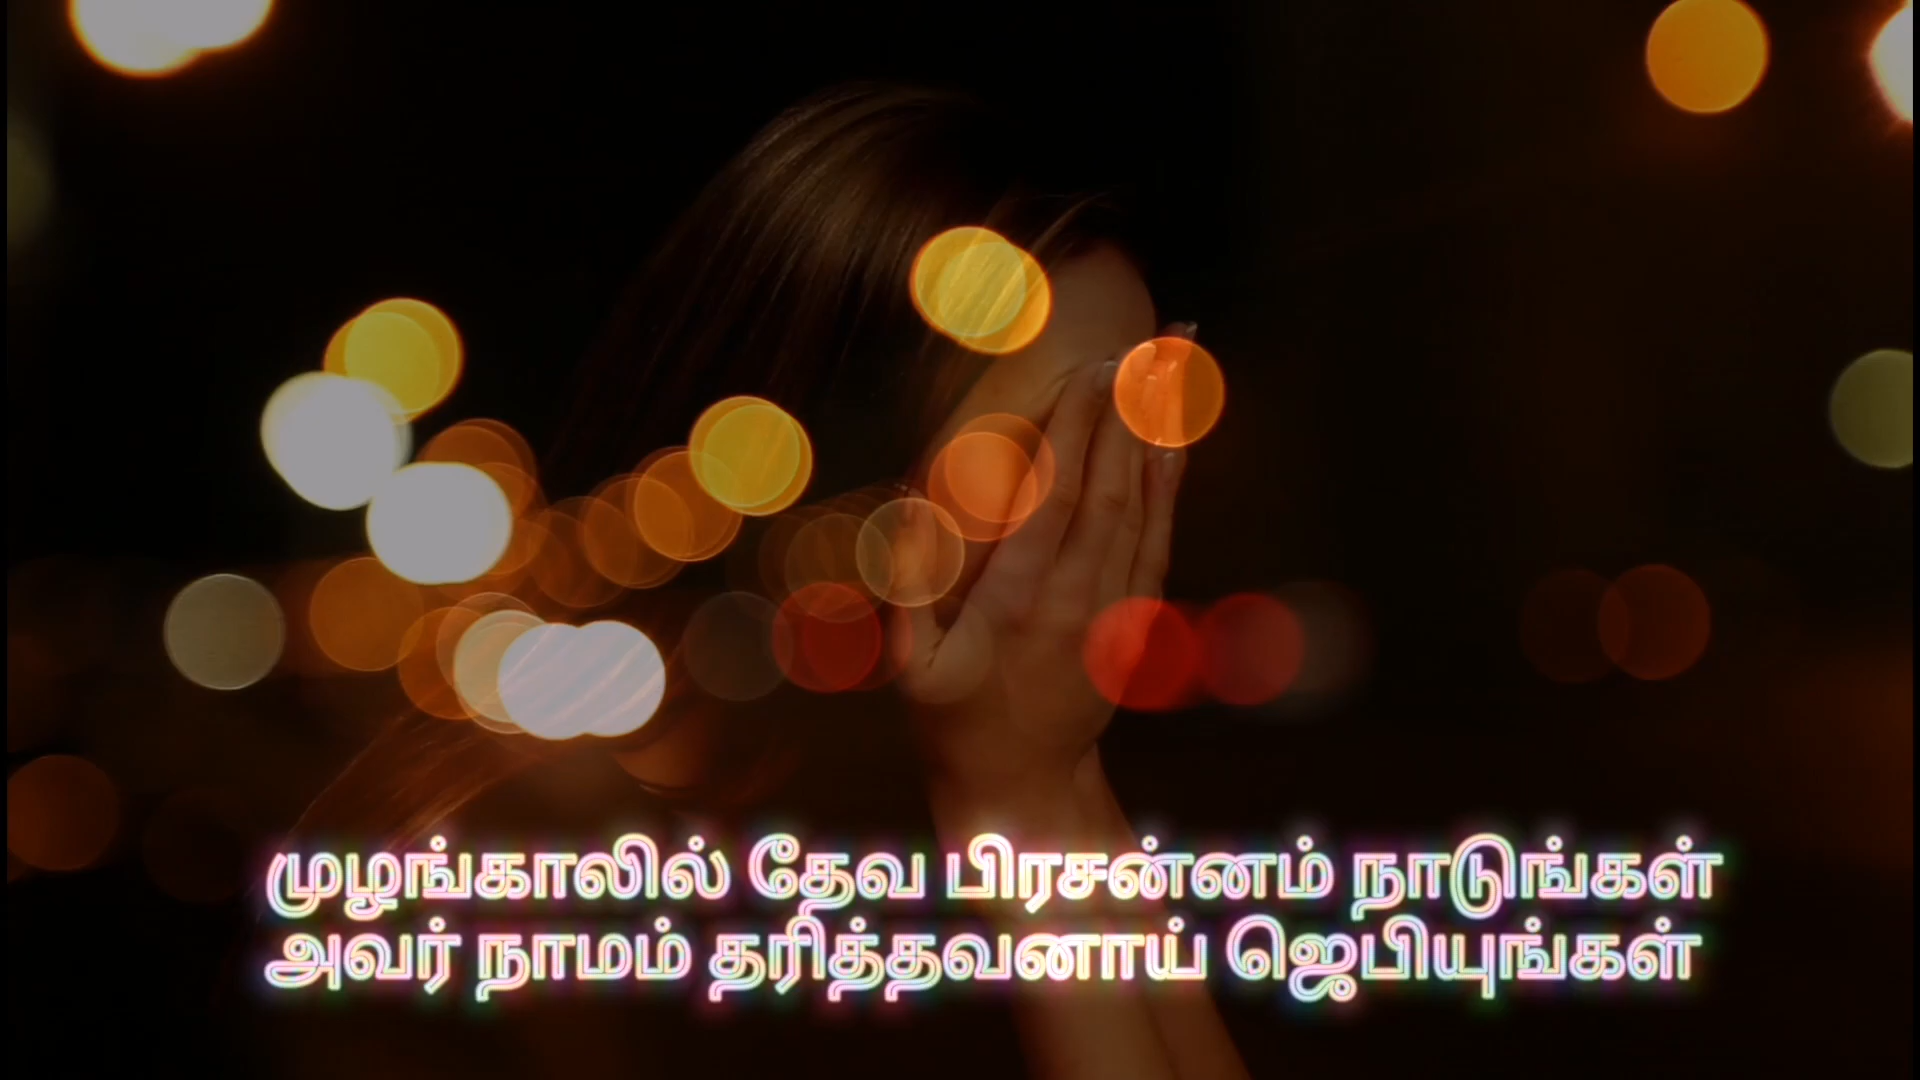 முழங்காலில் தேவ பிரசன்னம் நாடுங்கள்
அவர் நாமம் தரித்தவனாய் ஜெபியுங்கள்